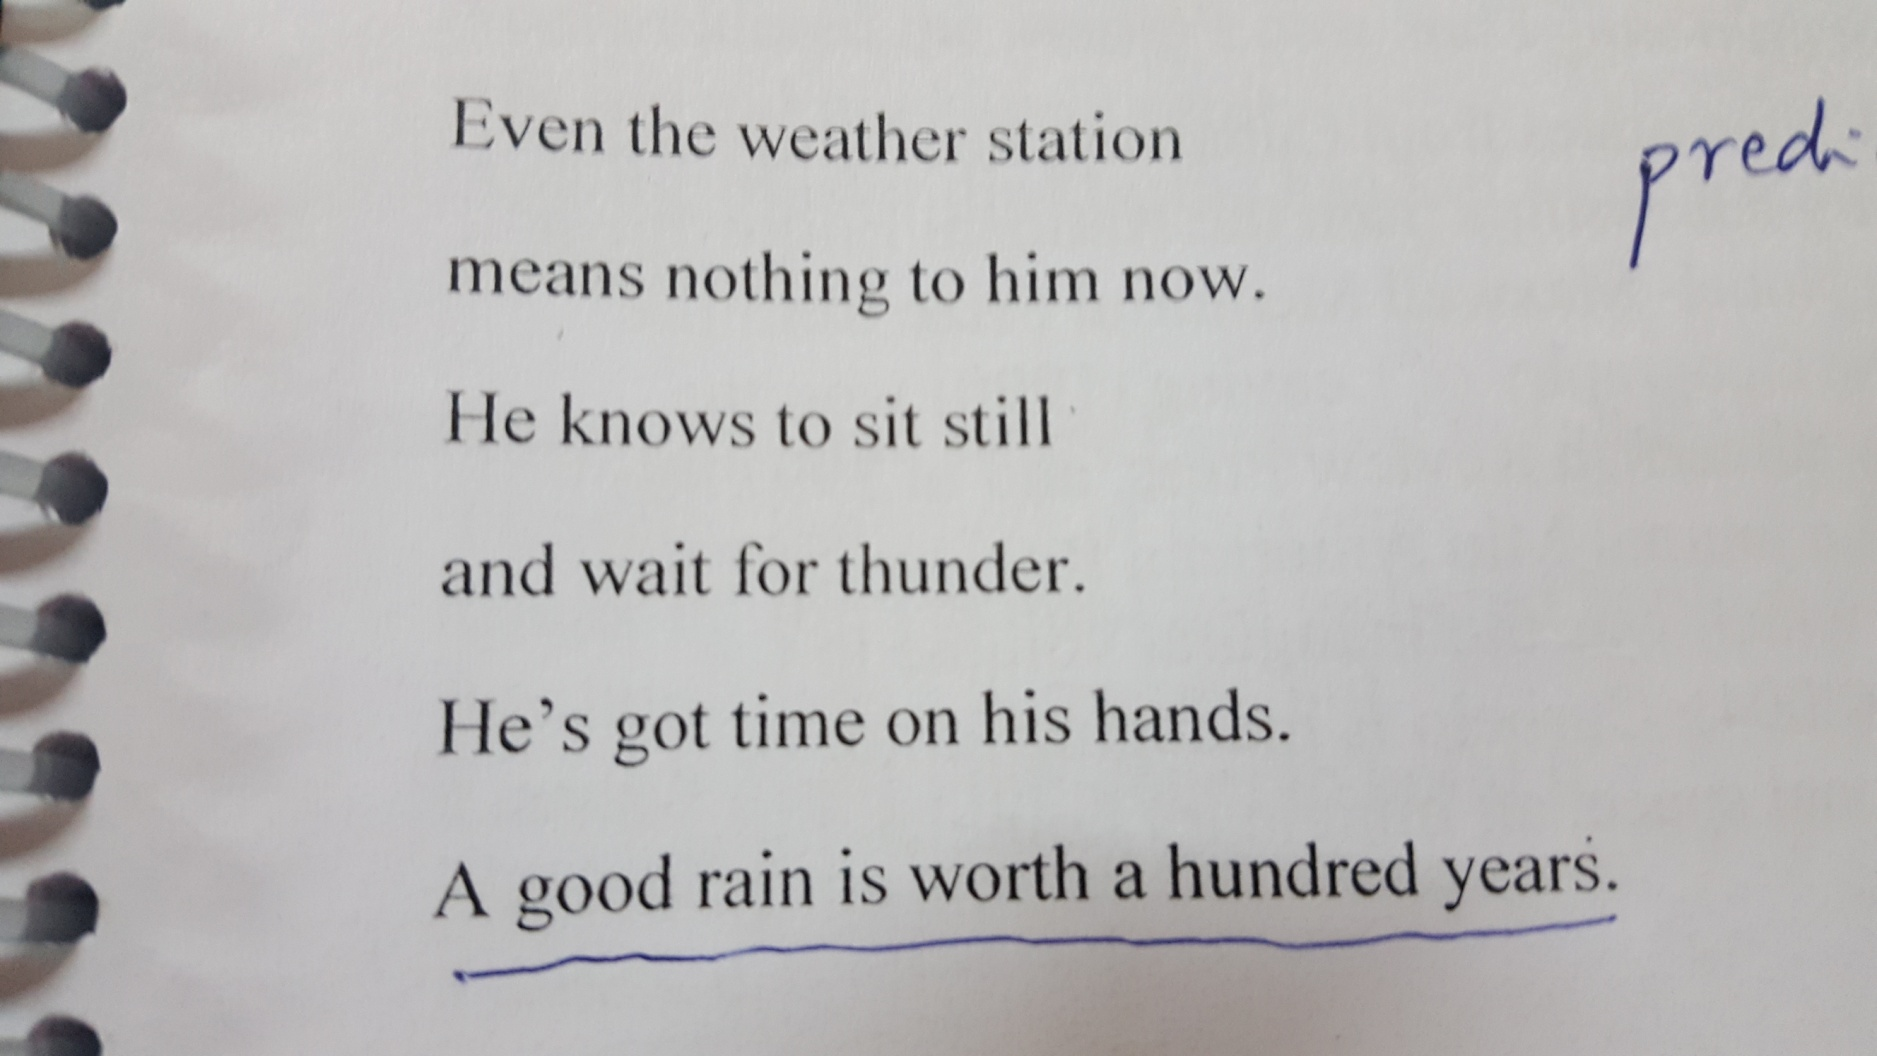 Even the weather station
means nothing to him now.
He knows to sit still
and wait for thunder.
He’s got time on his hands.
A good rain is worth a hundred years.